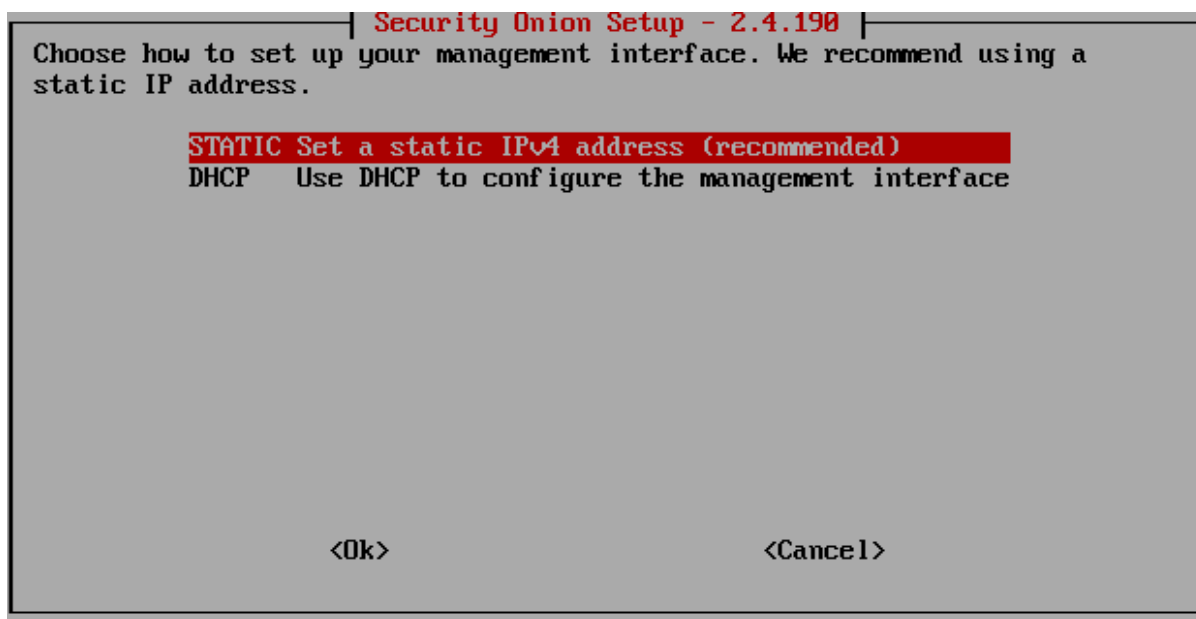 Security Onion Setup - 2.4.190
Choose how to set up your management interface. We recommend using a
static IP address.
STATIC Set a static IPv4 address (recommended)
DHCP Use DHCP to configure the management interface
<Ok> <Cancel>